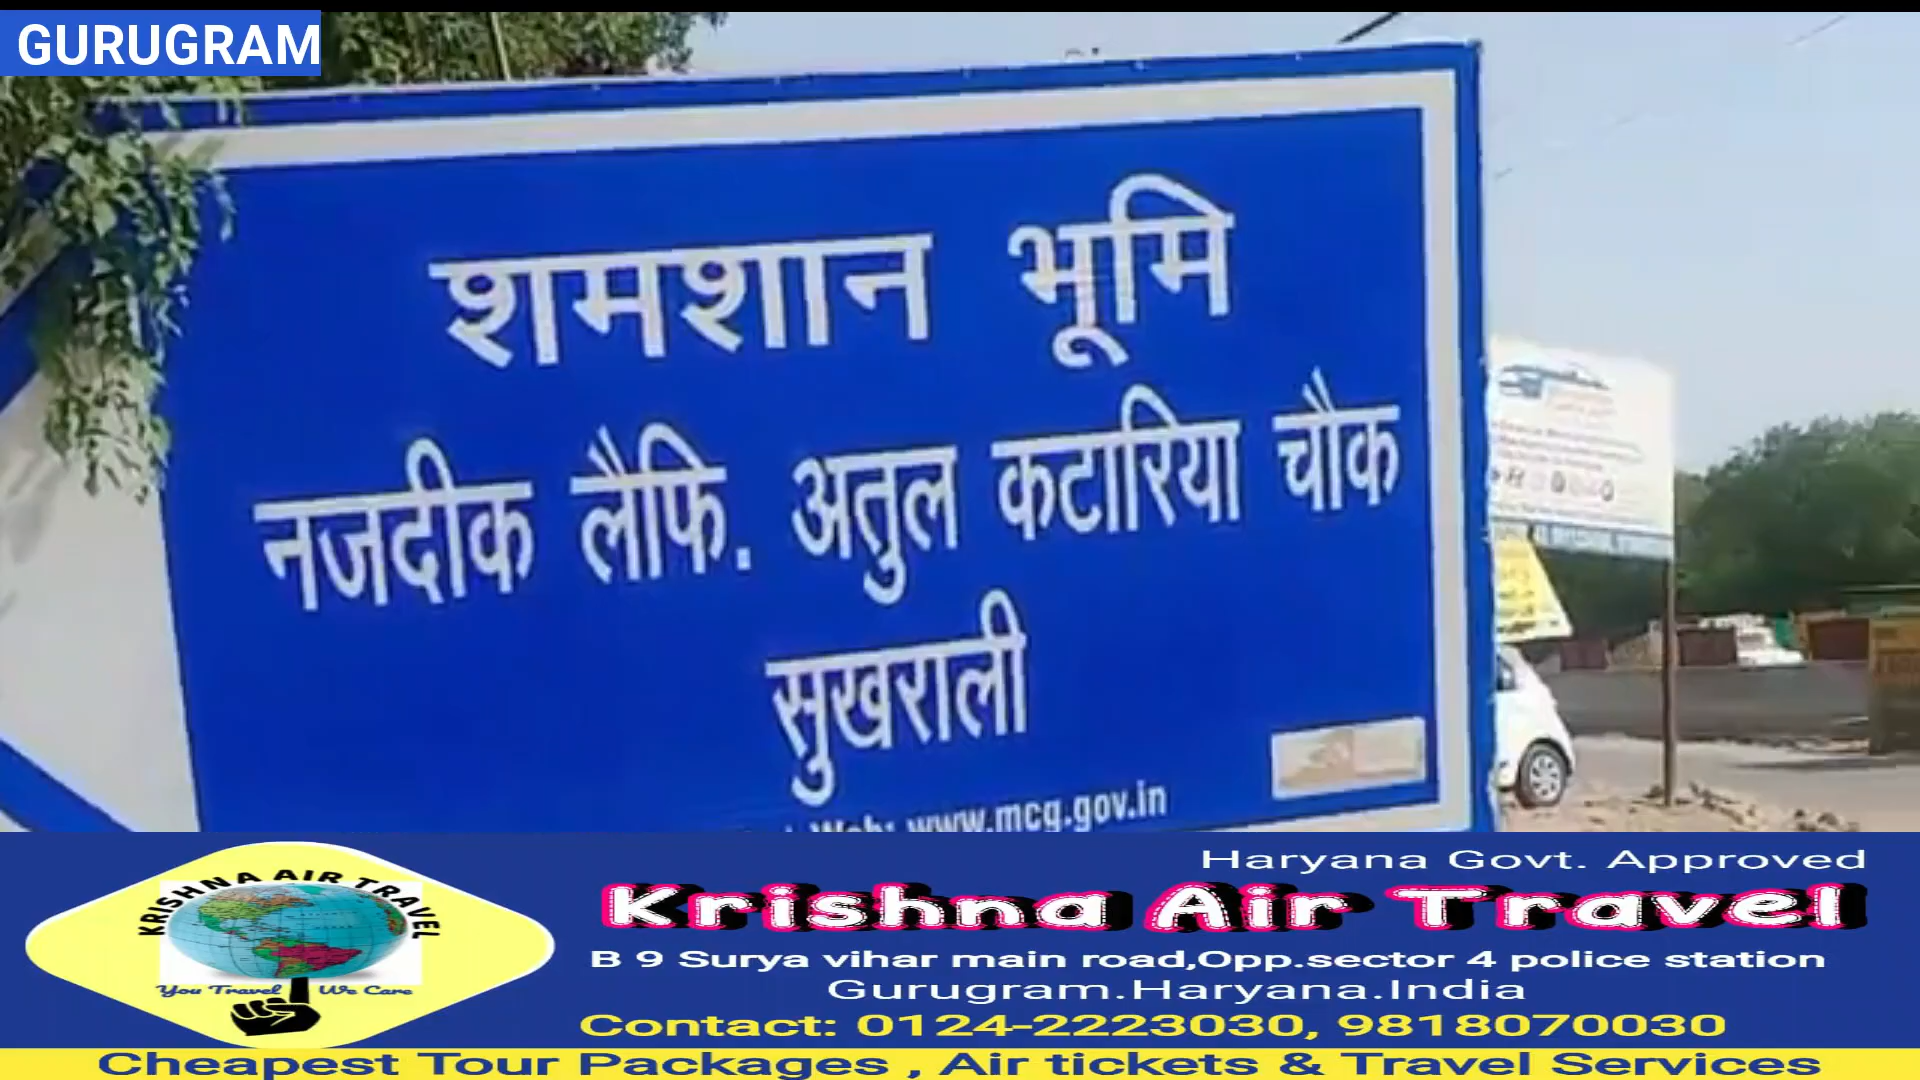 GURUGRAM
शमशान भूमि
नजदीक लैफि. अतुल कटारिया चौक
सुखराली
Web: www.mcg.gov.in
Haryana Govt. Approved
KRISHNA AIR TRAVEL
Krishna Air Travel
B 9 Surya vihar main road,Opp.sector 4 police station
You Travel We Care
Gurugram.Haryana.India
Contact: 0124-2223030, 9818070030
Cheapest Tour Packages , Air tickets & Travel Services